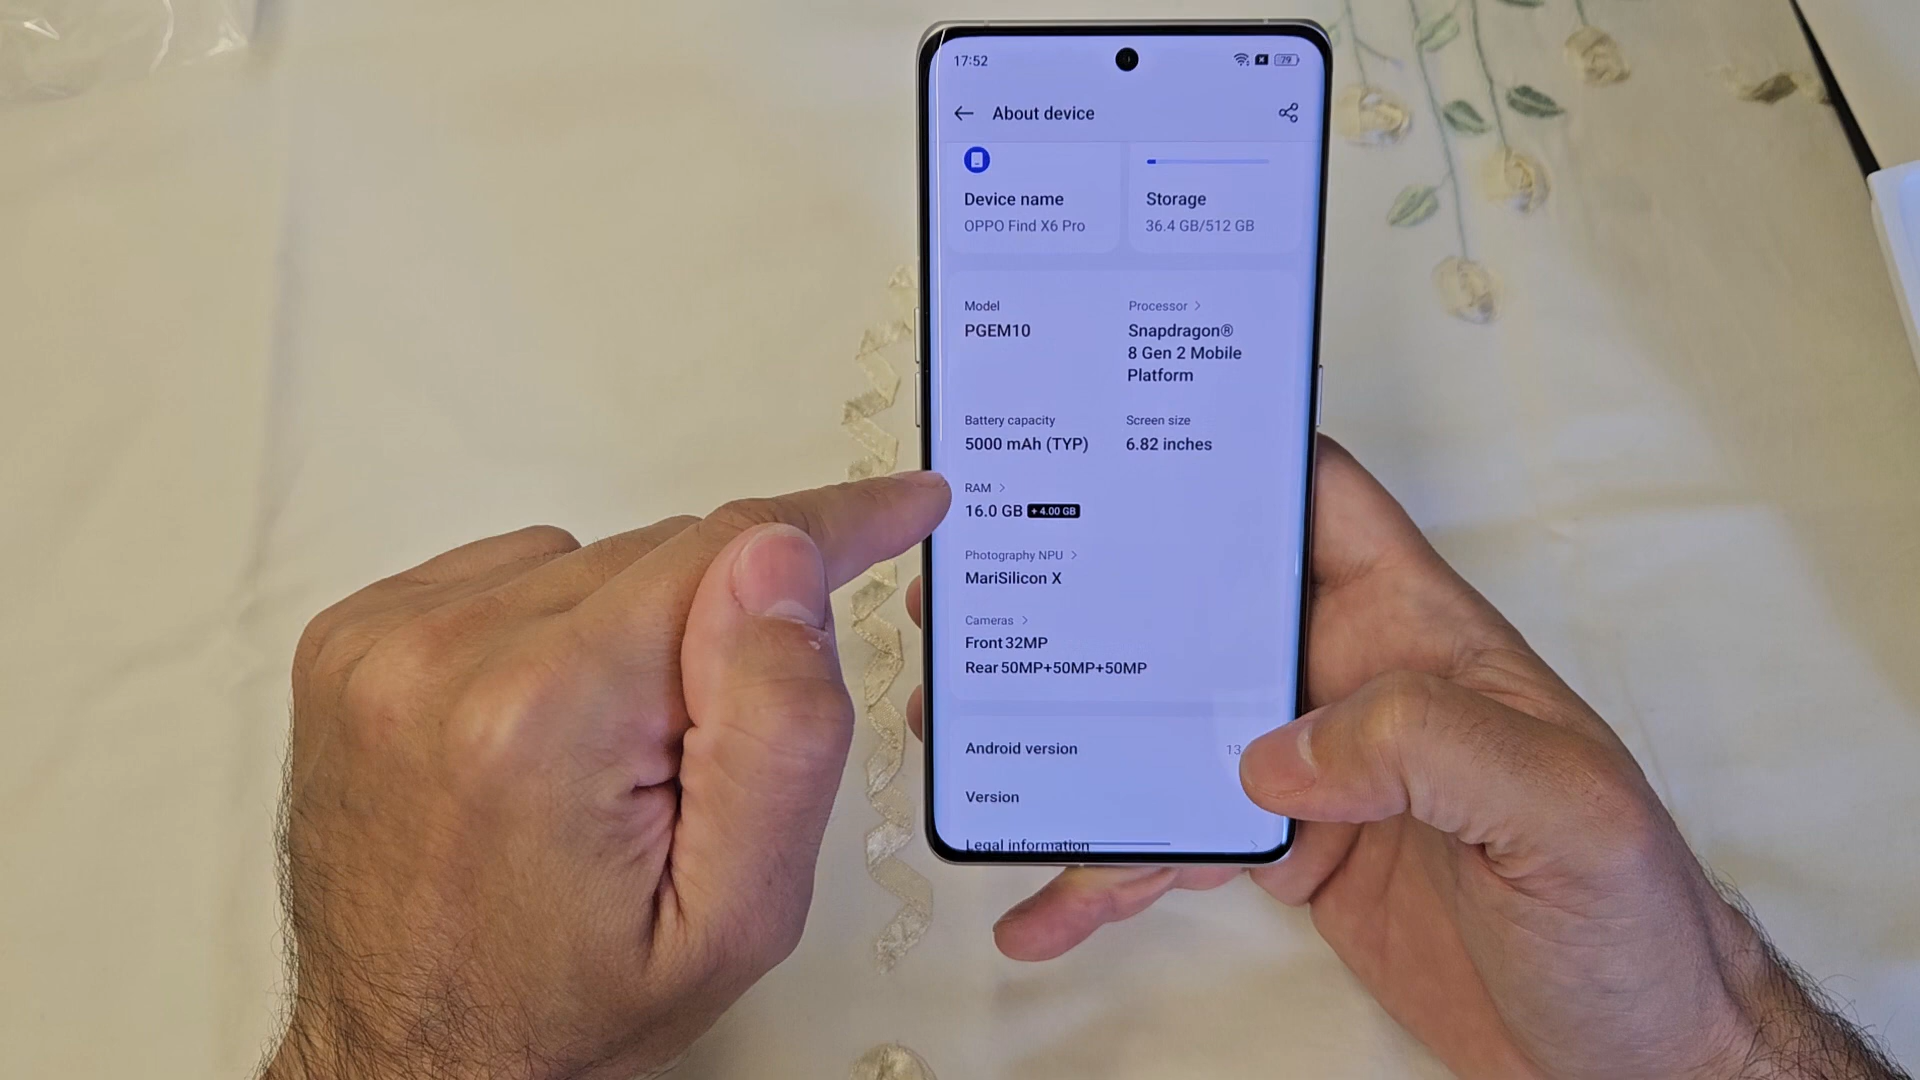 17:52
79
About device
Device name
OPPO Find X6 Pro
Storage
36.4 GB/512 GB
Model
PGEM10
Processor >
Snapdragon®
8 Gen 2 Mobile
Platform
Battery capacity
5000 mAh (TYP)
Screen size
6.82 inches
RAM >
16.0 GB + 4.00 GB
Photography NPU >
MariSilicon X
Cameras >
Front 32MP
Rear 50MP+50MP+50MP
Android version
13
Version
Legal information